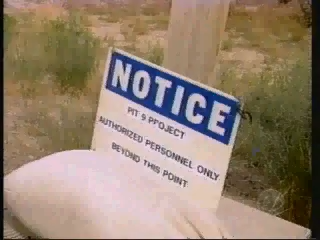 NOTICE
PIT 9 PROJECT
AUTHORIZED PERSONNEL ONLY
BEYOND THIS POINT